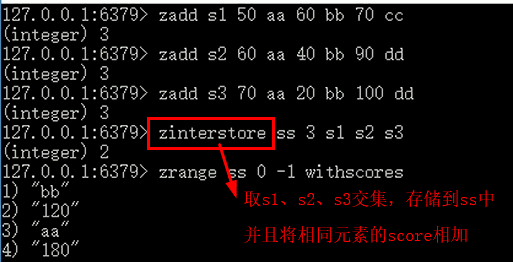 127.0.0.1:6379> zadd s1 50 aa 60 bb 70 cc
(integer) 3
127.0.0.1:6379> zadd s2 60 aa 40 bb 90 dd
(integer) 3
127.0.0.1:6379> zadd s3 70 aa 20 bb 100 dd
(integer) 3
127.0.0.1:6379> zinterstore ss 3 s1 s2 s3
(integer) 2
127.0.0.1:6379> zrange ss 0 -1 withscores
1) "bb"
2) "120"
3) "aa"
4) "180"
取s1、s2、s3交集，存储到ss中
并且将相同元素的score相加